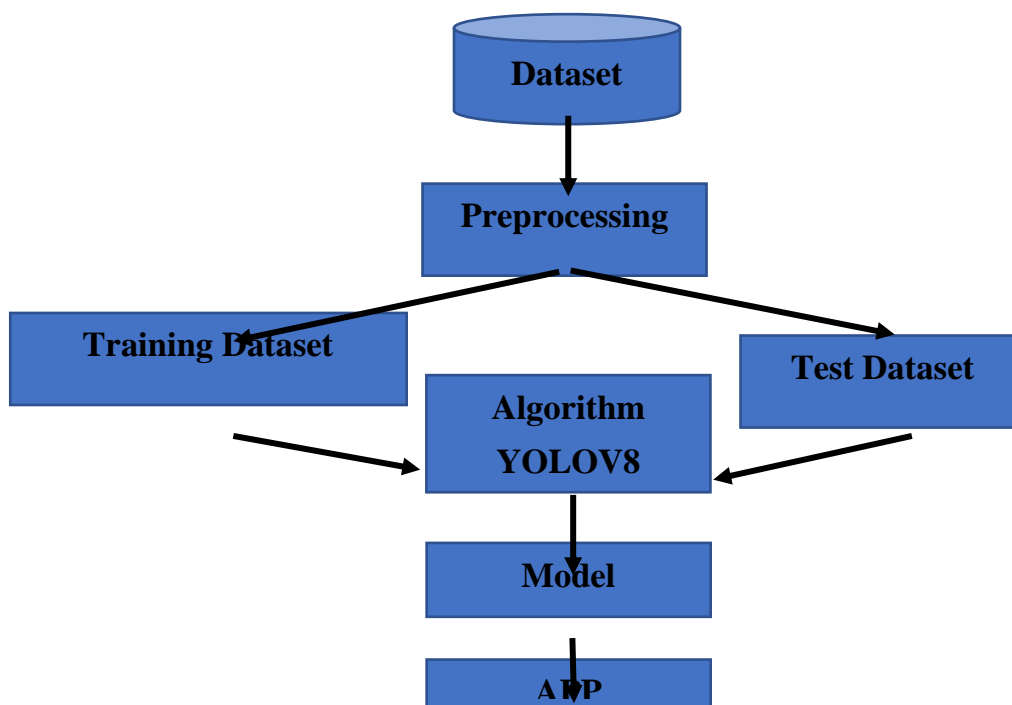 Dataset
Preprocessing
Training Dataset
Test Dataset
Algorithm
YOLOV8
Model
APP